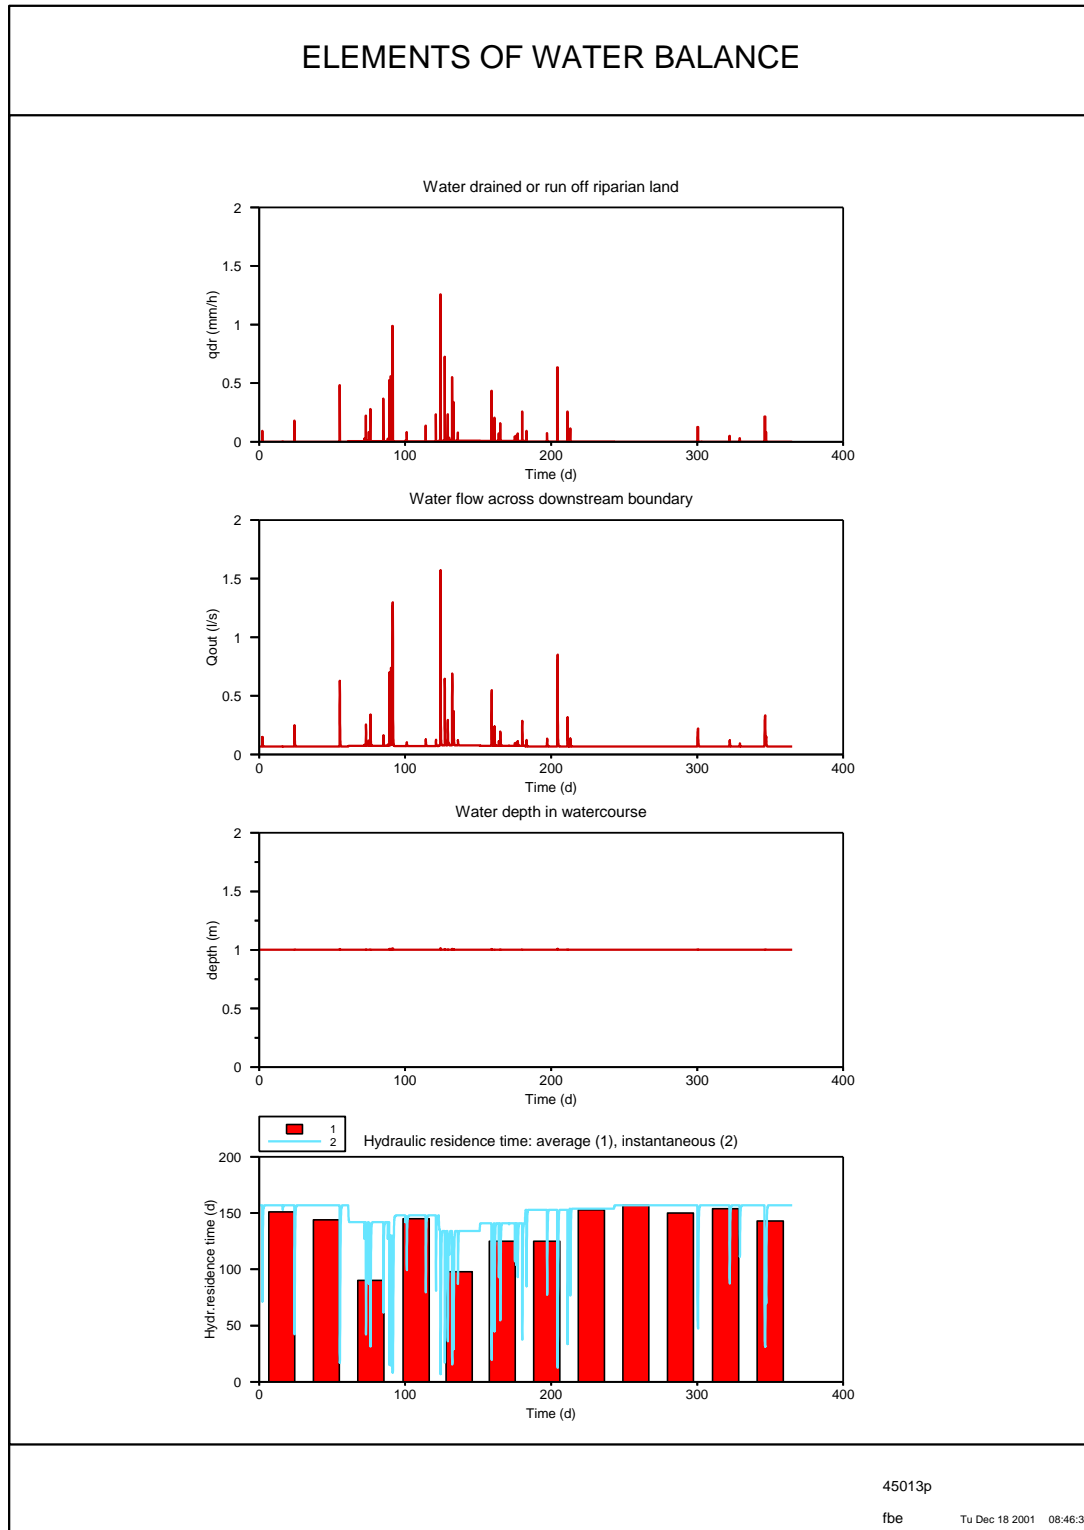 ELEMENTS OF WATER BALANCE
Water drained or run off riparian land
2
1.5
1
0.5
0
qdr (mm/h)
0 100 200 300 400
Time (d)
Water flow across downstream boundary
2
1.5
1
0.5
0
Qout (l/s)
0 100 200 300 400
Time (d)
Water depth in watercourse
2
1.5
1
0.5
0
depth (m)
0 100 200 300 400
Time (d)
1
2
Hydraulic residence time: average (1), instantaneous (2)
200
150
100
50
0
Hydr.residence time (d)
0 100 200 300 400
Time (d)
45013p
fbe Tu Dec 18 2001 08:46:3